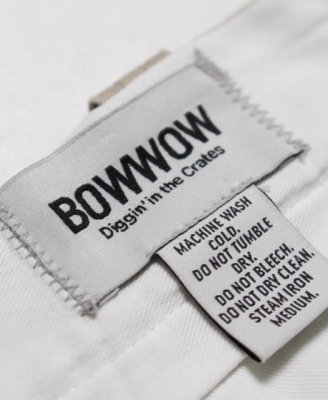 BOWWOW
Diggin' in the Crates
MACHINE WASH
COLD.
DO NOT TUMBLE
DRY.
DO NOT BLEECH.
DO NOT DRY CLEAN.
STEAM IRON
MEDIUM.